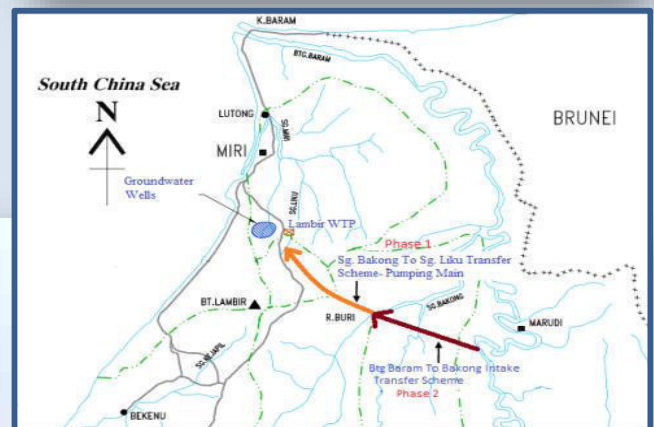 K.BARAM
BTG.BARAM
South China Sea
N
BRUNEI
LUTONG
SG.MIRI
MIRI
Groundwater
Wells
Lambir WTP
Phase 1
Sg. Bakong To Sg. Liku Transfer
Scheme- Pumping Main
BT.LAMBIR
SG.BAKONG
R.BURI
MARUDI
Btg Baram To Bakong Intake
Transfer Scheme
Phase 2
BEKENU